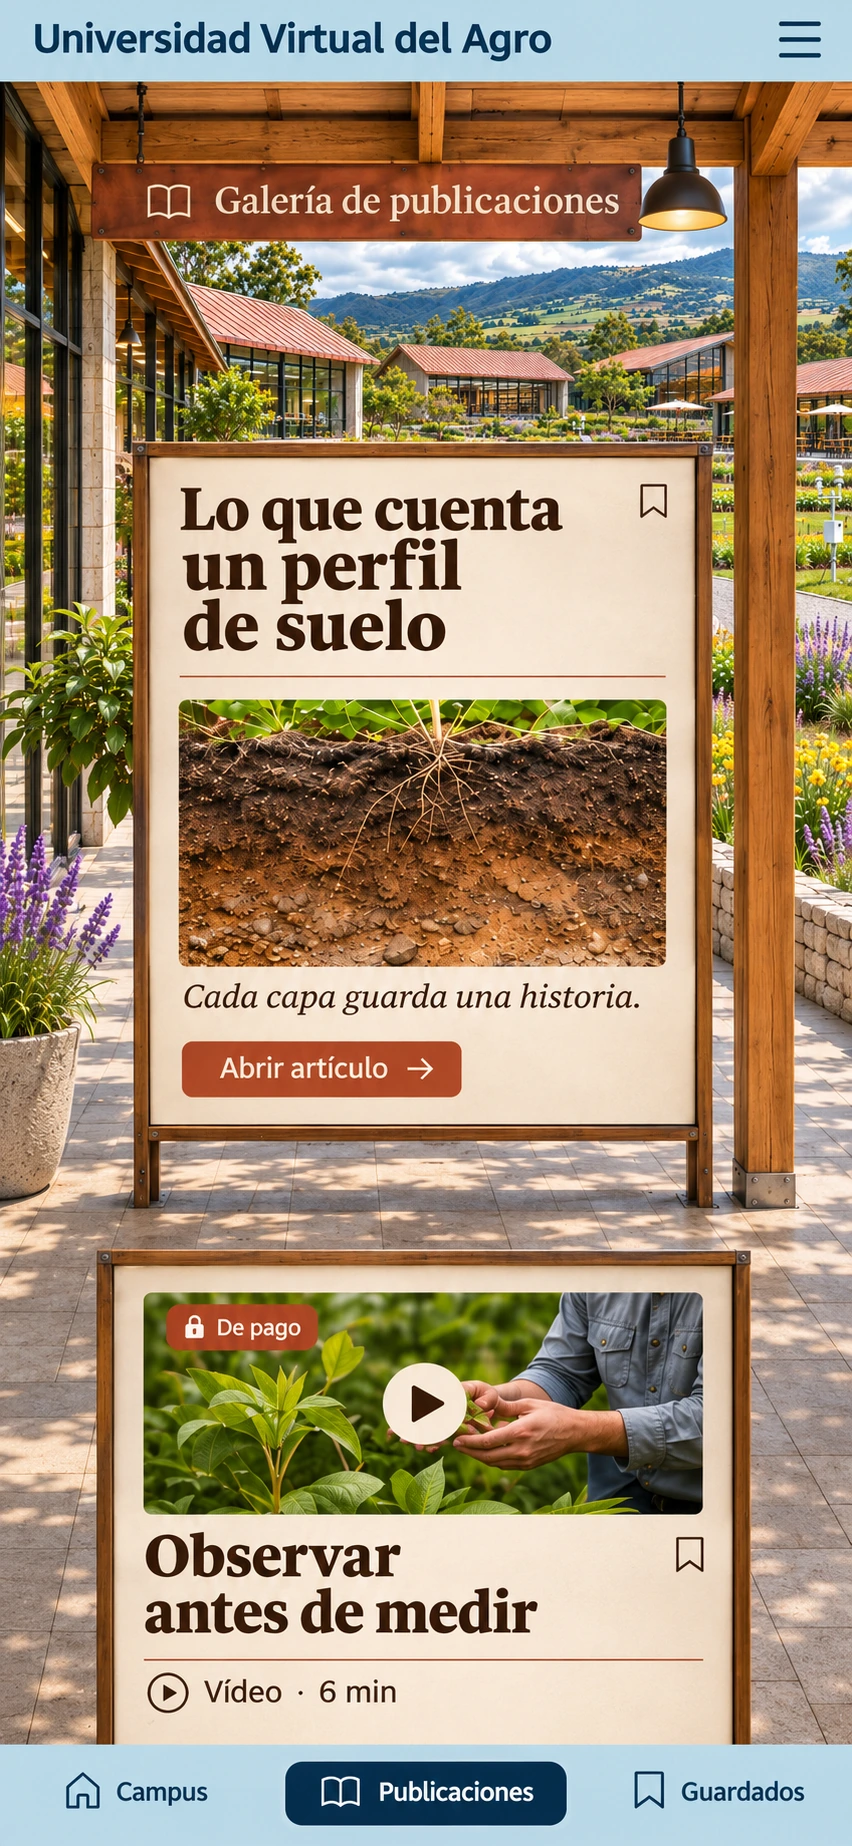 Universidad Virtual del Agro
Galería de publicaciones
Lo que cuenta
un perfil
de suelo
Cada capa guarda una historia.
Abrir artículo →
De pago
Observar
antes de medir
Vídeo · 6 min
Campus
Publicaciones
Guardados